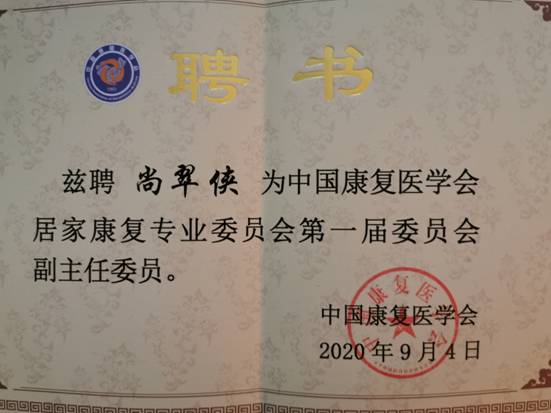 聘书
兹聘 尚翠侠 为中国康复医学会
居家康复专业委员会第一届委员会
副主任委员。
中国康复医学会
2020年9月4日